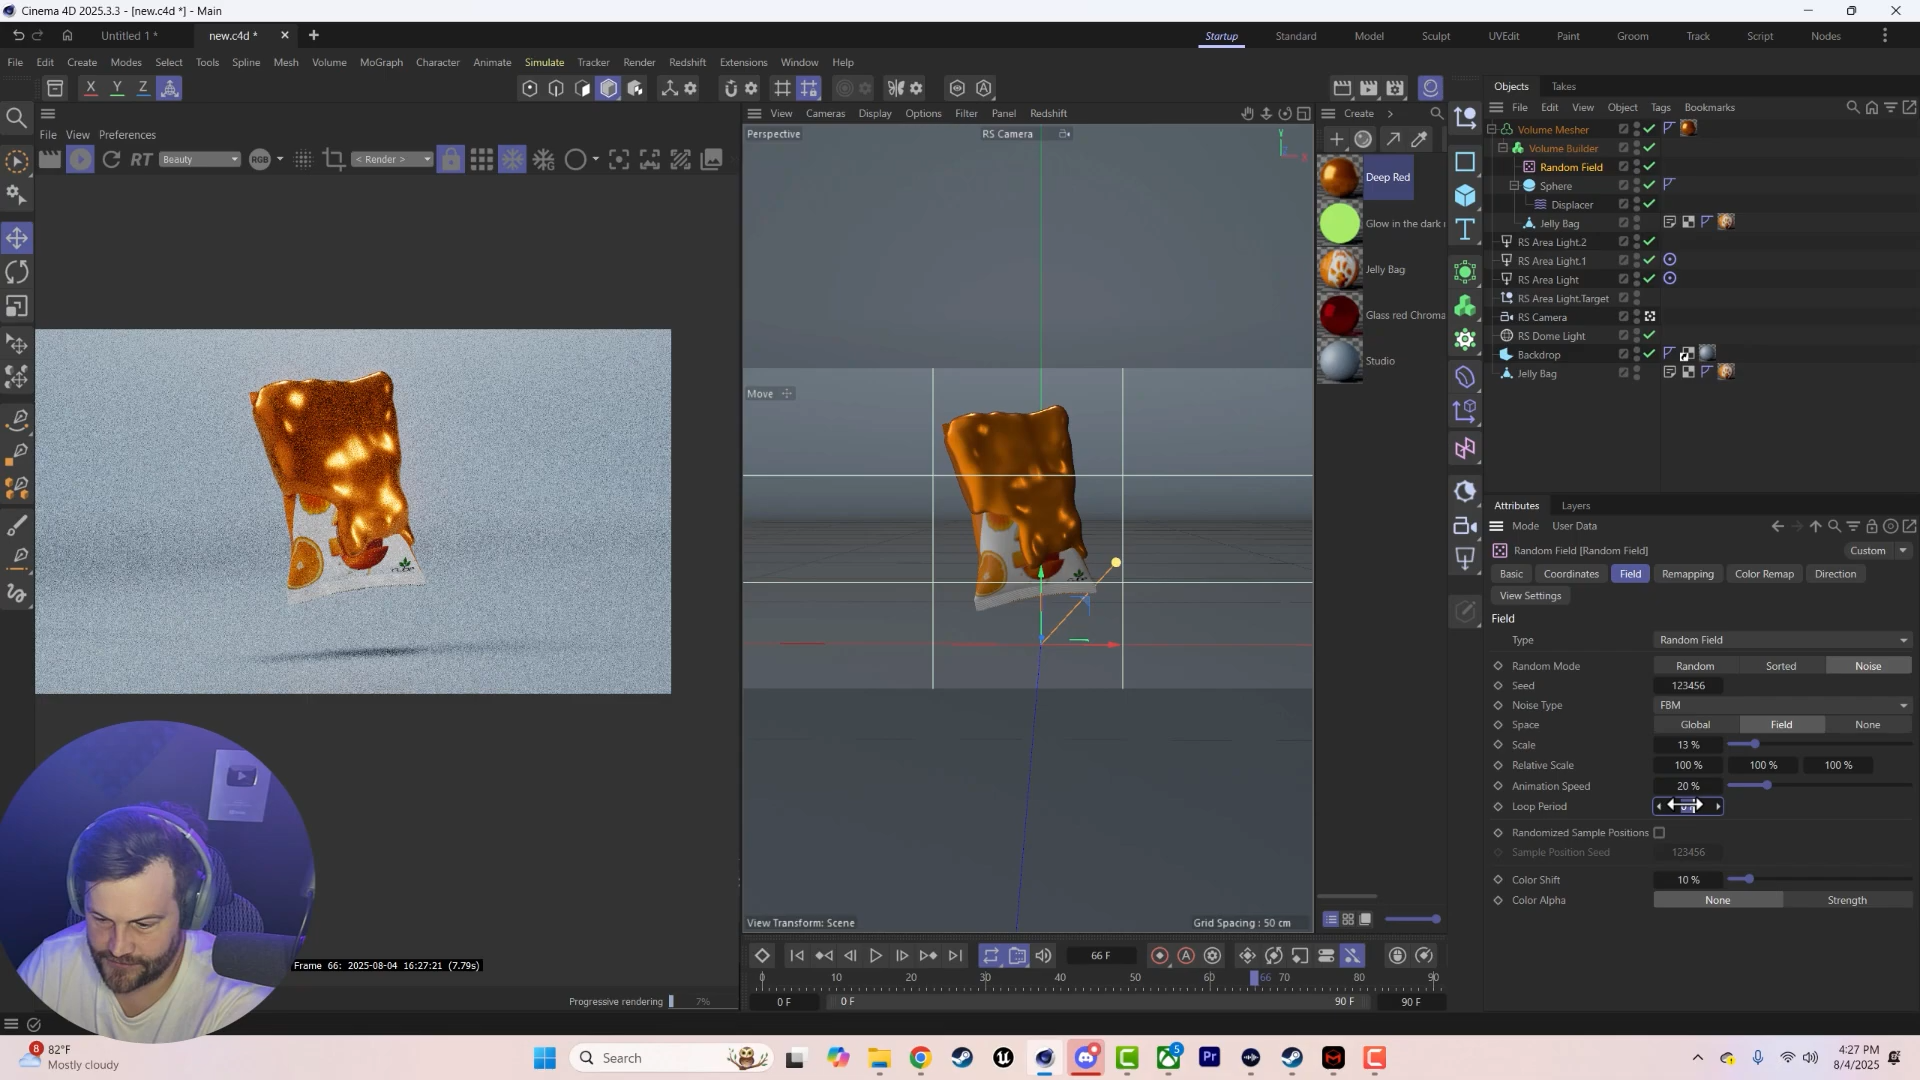 Cinema 4D 2025.3.3 - [new.c4d *] - Main
Untitled 1 *
new.c4d *
Startup
Standard
Model
Sculpt
UVEdit
Paint
Groom
Track
Script
Nodes
File
Edit
Create
Modes
Select
Tools
Spline
Mesh
Volume
MoGraph
Character
Animate
Simulate
Tracker
Render
Redshift
Extensions
Window
Help
X
Y
Z
File
View
Preferences
RT
Beauty
RGB
< Render >
View
Cameras
Display
Options
Filter
Panel
Redshift
Perspective
RS Camera
Y
X
Move
View Transform: Scene
Grid Spacing : 50 cm
Create
Deep Red
Glow in the dark
Jelly Bag
Glass red Chroma
Studio
Objects
Takes
File
Edit
View
Object
Tags
Bookmarks
Volume Mesher
Volume Builder
Random Field
Sphere
Displacer
Jelly Bag
RS Area Light.2
RS Area Light.1
RS Area Light
RS Area Light.Target
RS Camera
RS Dome Light
Backdrop
Jelly Bag
Attributes
Layers
Mode
User Data
Random Field [Random Field]
Custom
Basic
Coordinates
Field
Remapping
Color Remap
Direction
View Settings
Field
Type
Random Field
Random Mode
Random
Sorted
Noise
Seed
123456
Noise Type
FBM
Space
Global
Field
None
Scale
13 %
Relative Scale
100 %
100 %
100 %
Animation Speed
20 %
Loop Period
Randomized Sample Positions
Sample Position Seed
123456
Color Shift
10 %
Color Alpha
None
Strength
66 F
0
10
20
30
40
50
60
66
70
80
90
0 F
0 F
90 F
90 F
Frame 66: 2025-08-04 16:27:21 (7.79s)
Progressive rendering
7%
8
82°F
Mostly cloudy
Search
5
Pr
4:27 PM
8/4/2025